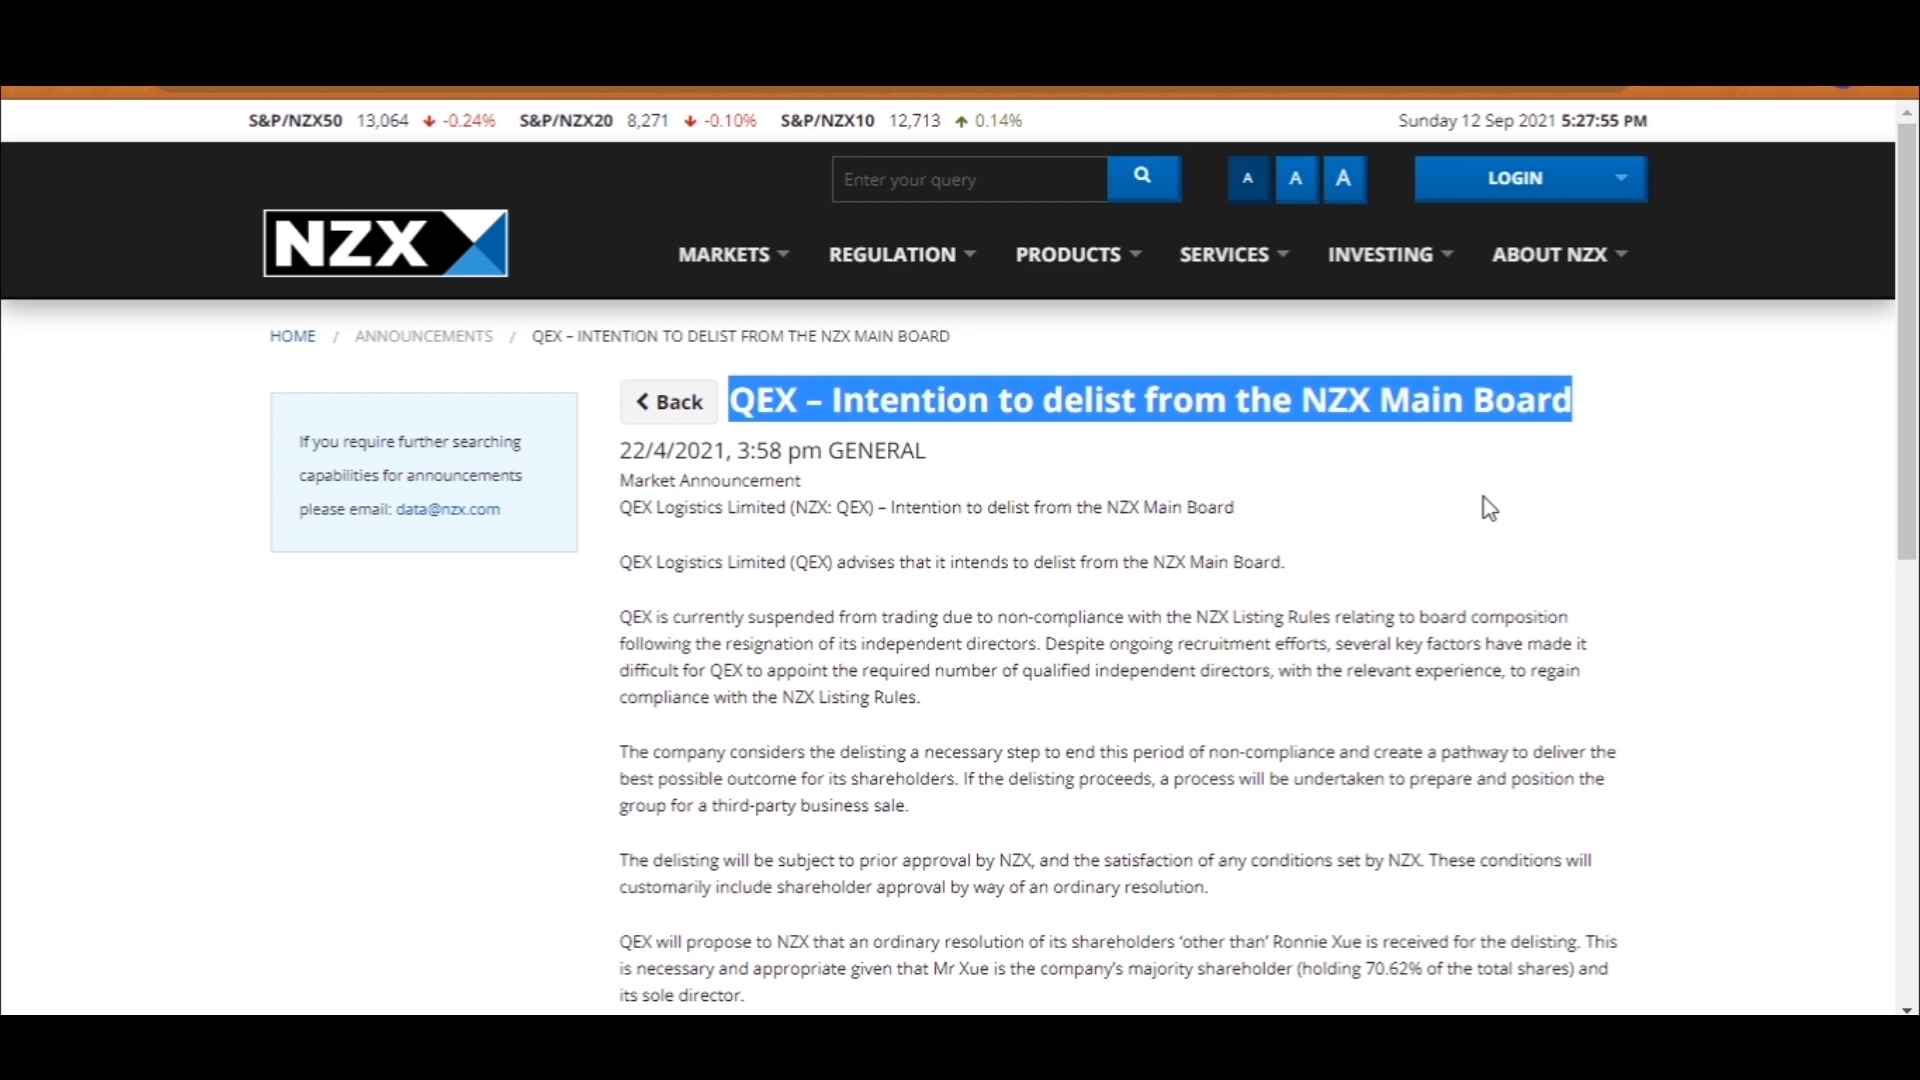 S&P/NZX50 13,064 -0.24% S&P/NZX20 8,271 -0.10% S&P/NZX10 12,713 0.14% Sunday 12 Sep 2021 5:27:55 PM
Enter your query A A A LOGIN
NZX
MARKETS REGULATION PRODUCTS SERVICES INVESTING ABOUT NZX
HOME / ANNOUNCEMENTS / QEX – INTENTION TO DELIST FROM THE NZX MAIN BOARD
If you require further searching
capabilities for announcements
please email: data@nzx.com
Back QEX – Intention to delist from the NZX Main Board
22/4/2021, 3:58 pm GENERAL
Market Announcement
QEX Logistics Limited (NZX: QEX) – Intention to delist from the NZX Main Board
QEX Logistics Limited (QEX) advises that it intends to delist from the NZX Main Board.
QEX is currently suspended from trading due to non-compliance with the NZX Listing Rules relating to board composition
following the resignation of its independent directors. Despite ongoing recruitment efforts, several key factors have made it
difficult for QEX to appoint the required number of qualified independent directors, with the relevant experience, to regain
compliance with the NZX Listing Rules.
The company considers the delisting a necessary step to end this period of non-compliance and create a pathway to deliver the
best possible outcome for its shareholders. If the delisting proceeds, a process will be undertaken to prepare and position the
group for a third-party business sale.
The delisting will be subject to prior approval by NZX, and the satisfaction of any conditions set by NZX. These conditions will
customarily include shareholder approval by way of an ordinary resolution.
QEX will propose to NZX that an ordinary resolution of its shareholders ‘other than’ Ronnie Xue is received for the delisting. This
is necessary and appropriate given that Mr Xue is the company’s majority shareholder (holding 70.62% of the total shares) and
its sole director.